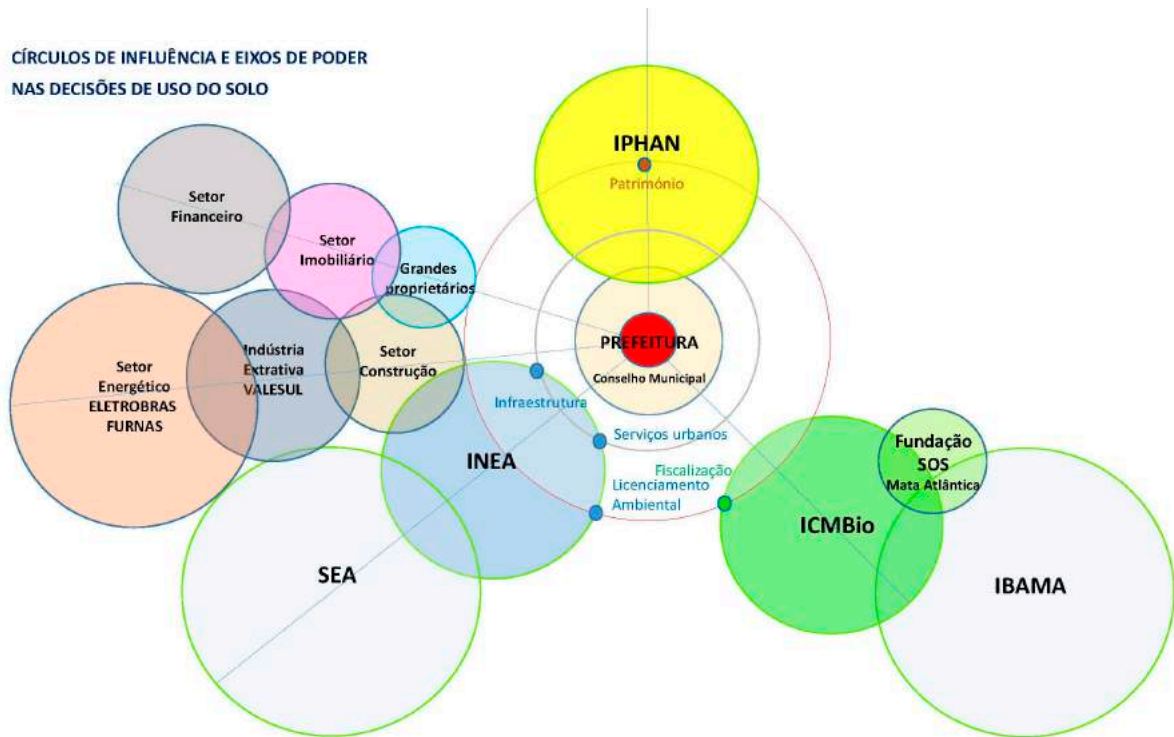 CÍRCULOS DE INFLUÊNCIA E EIXOS DE PODER
NAS DECISÕES DE USO DO SOLO
IPHAN
Património
Setor
Financeiro
Setor
Imobiliário
Grandes
proprietários
PREFEITURA
Conselho Municipal
Setor
Energético
ELETROBRAS
FURNAS
Indústria
Extrativa
VALESUL
Setor
Construção
Infraestrutura
Serviços urbanos
Fiscalização
Licenciamento
Ambiental
INEA
SEA
Fundação
SOS
Mata Atlântica
ICMBio
IBAMA